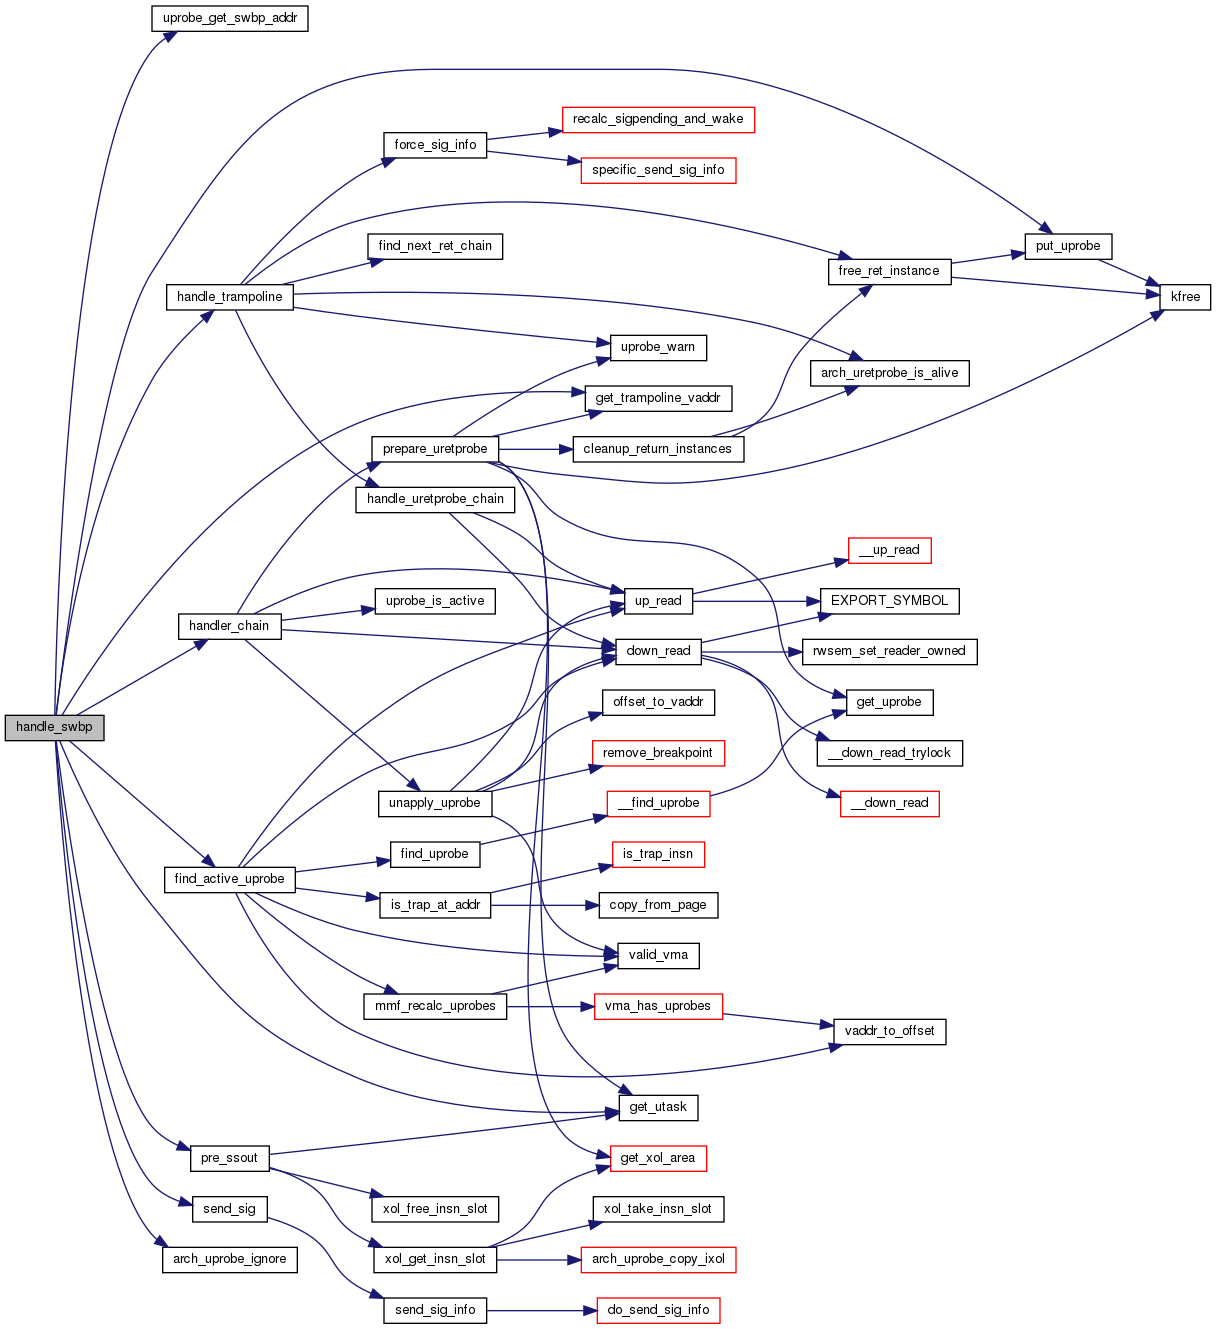 uprobe_get_swbp_addr
recalc_sigpending_and_wake
force_sig_info
specific_send_sig_info
find_next_ret_chain
put_uprobe
free_ret_instance
handle_trampoline
kfree
uprobe_warn
arch_uretprobe_is_alive
get_trampoline_vaddr
prepare_uretprobe
cleanup_return_instances
handle_uretprobe_chain
__up_read
uprobe_is_active
up_read
EXPORT_SYMBOL
handler_chain
down_read
rwsem_set_reader_owned
offset_to_vaddr
get_uprobe
handle_swbp
remove_breakpoint
__down_read_trylock
unapply_uprobe
__find_uprobe
__down_read
find_uprobe
is_trap_insn
find_active_uprobe
is_trap_at_addr
copy_from_page
valid_vma
mmf_recalc_uprobes
vma_has_uprobes
vaddr_to_offset
get_utask
pre_ssout
get_xol_area
send_sig
xol_free_insn_slot
xol_take_insn_slot
arch_uprobe_ignore
xol_get_insn_slot
arch_uprobe_copy_ixol
send_sig_info
do_send_sig_info